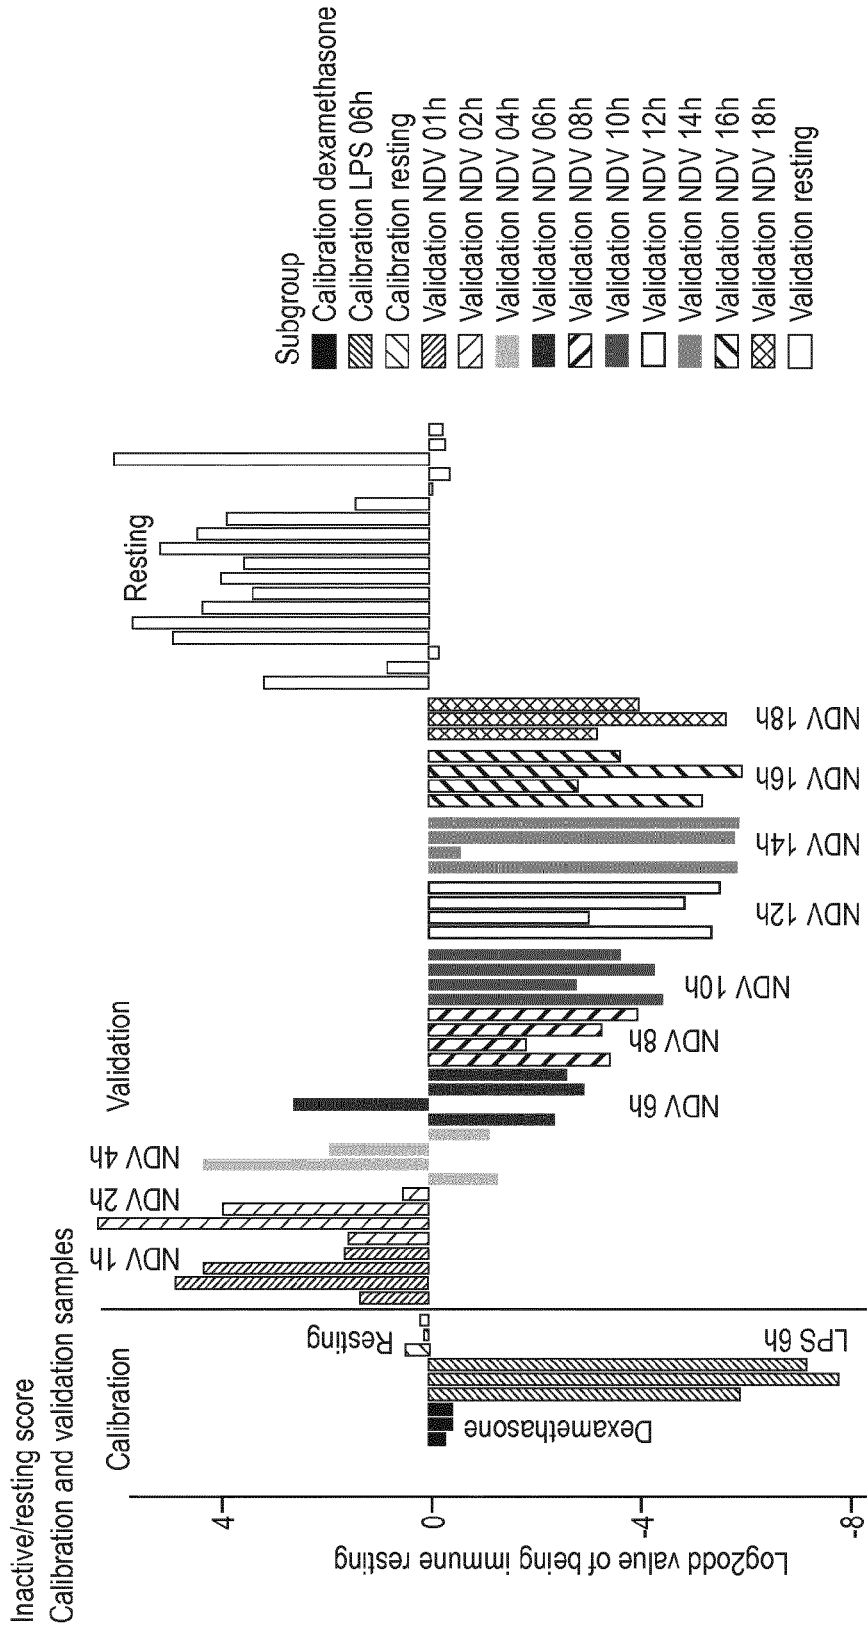 Inactive/resting score
Calibration and validation samples
Calibration
Validation
Resting
NDV 1h
NDV 2h
NDV 4h
Resting
Dexamethasone
LPS 6h
NDV 6h
NDV 8h
NDV 10h
NDV 12h
NDV 14h
NDV 16h
NDV 18h
Log2odd value of being immune resting
4
0
-4
-8
Subgroup
Calibration dexamethasone
Calibration LPS 06h
Calibration resting
Validation NDV 01h
Validation NDV 02h
Validation NDV 04h
Validation NDV 06h
Validation NDV 08h
Validation NDV 10h
Validation NDV 12h
Validation NDV 14h
Validation NDV 16h
Validation NDV 18h
Validation resting